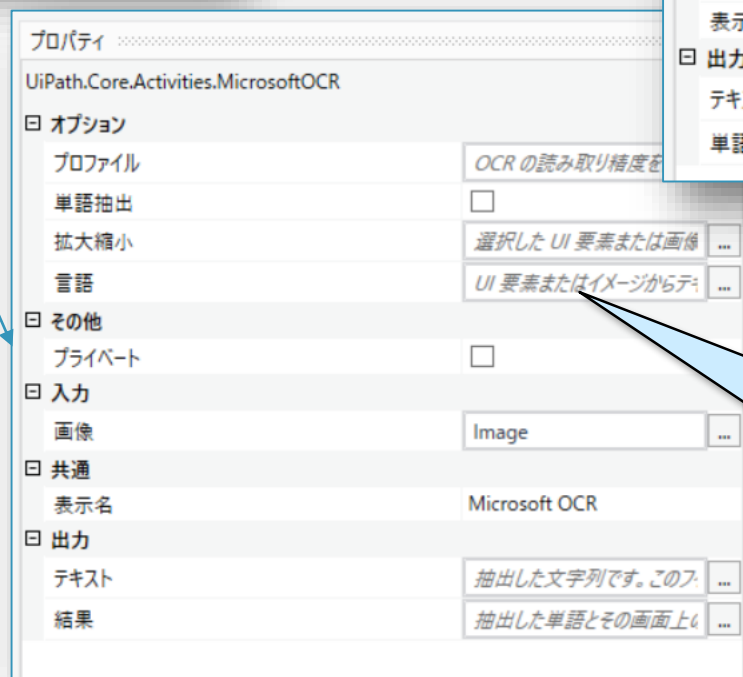 表示
出力
テキ
単語
プロパティ
UiPath.Core.Activities.MicrosoftOCR
オプション
プロファイル OCR の読み取り精度を
単語抽出
拡大縮小 選択した UI 要素または画像 ...
言語 UI 要素またはイメージからテキ ...
その他
プライベート
入力
画像 Image ...
共通
表示名 Microsoft OCR
出力
テキスト 抽出した文字列です。このフ ...
結果 抽出した単語とその画面上の ...